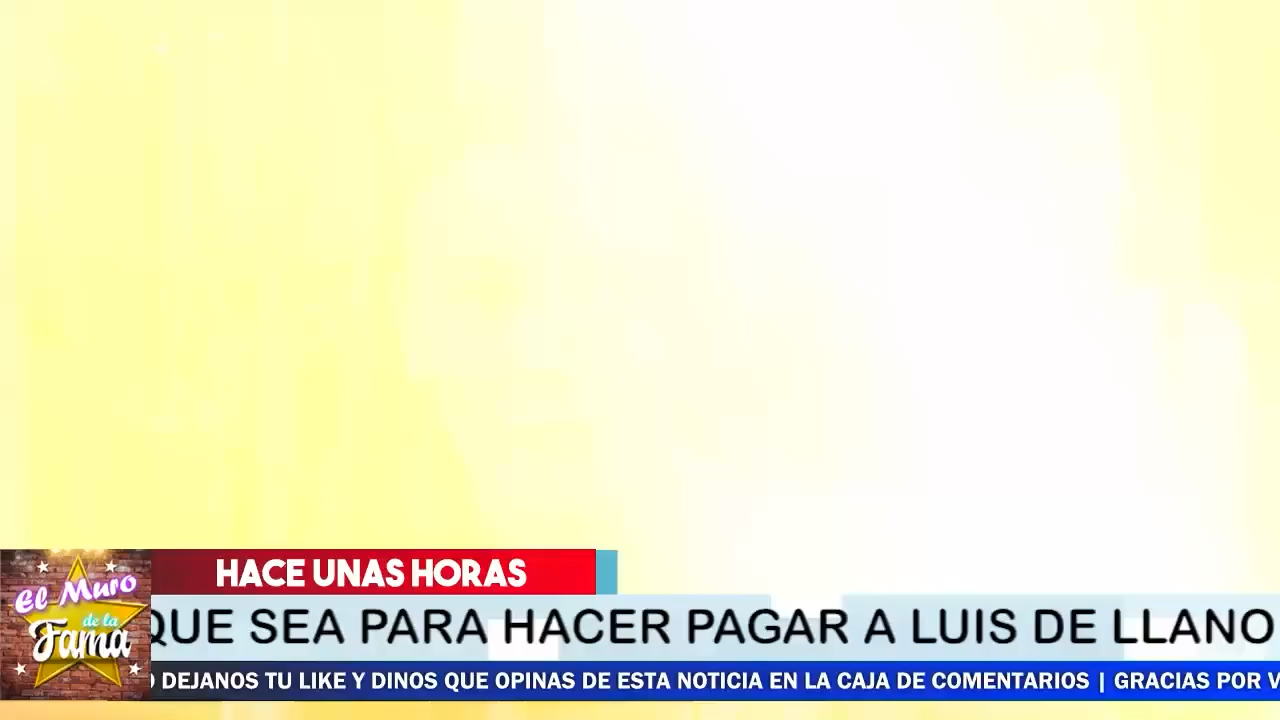 HACE UNAS HORAS
QUE SEA PARA HACER PAGAR A LUIS DE LLANO
El Muro
de la
Fama
DEJANOS TU LIKE Y DINOS QUE OPINAS DE ESTA NOTICIA EN LA CAJA DE COMENTARIOS | GRACIAS POR